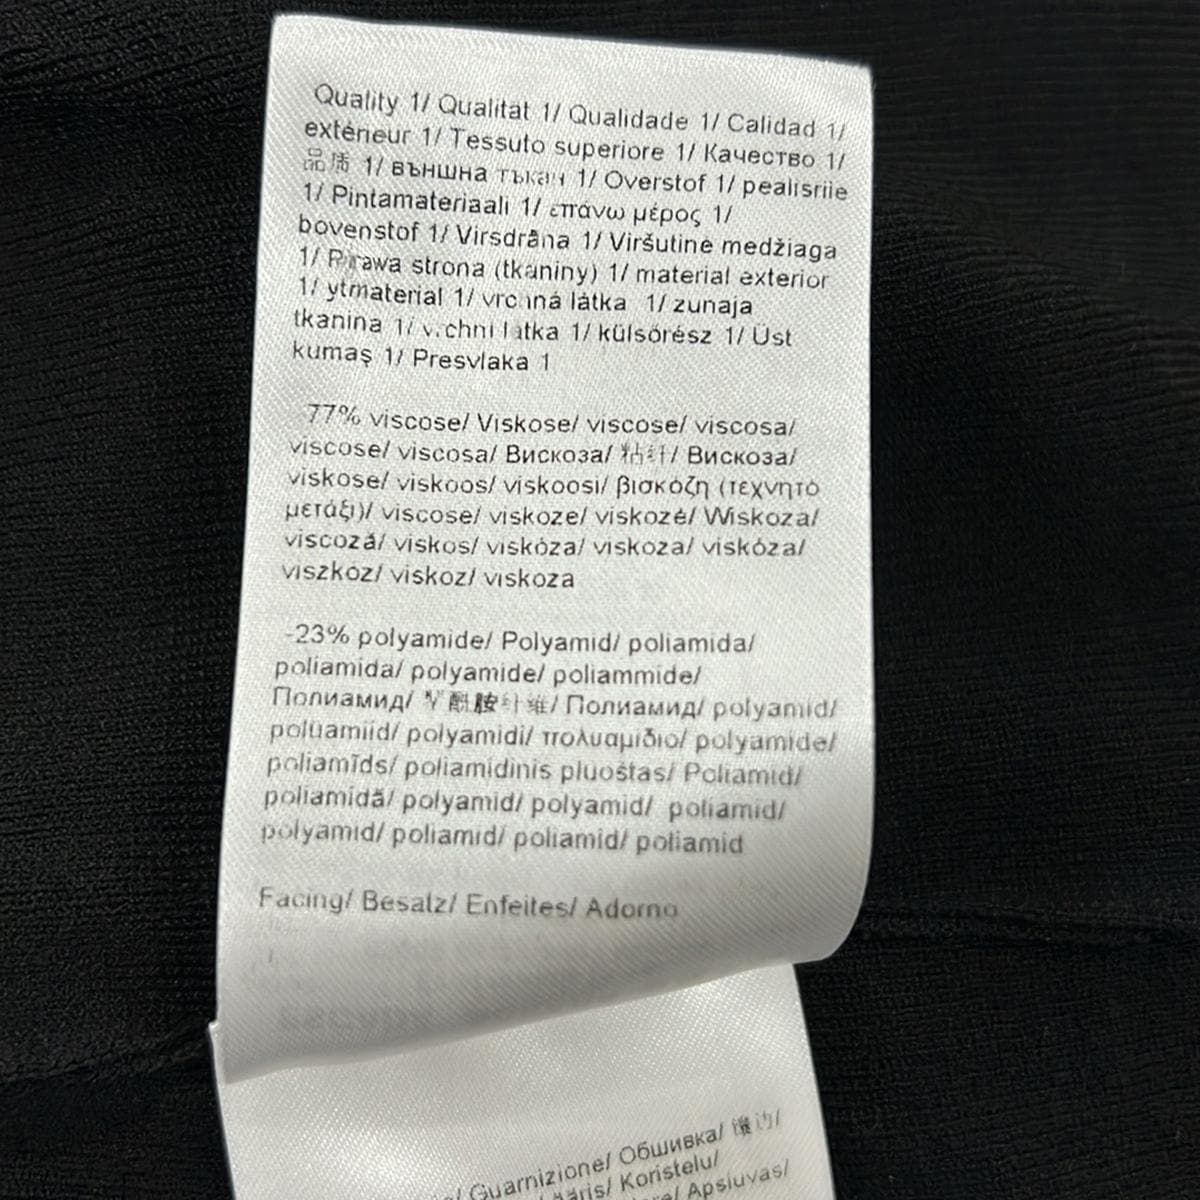 Quality 1/ Qualität 1/ Qualidade 1/ Calidad 1/
extérieur 1/ Tessuto superiore 1/ Качество 1/
品质 1/ външна тъкан 1/ Overstof 1/ pealisriie
1/ Pintamateriaali 1/ επάνω μέρος 1/
bovenstof 1/ Virsdrāna 1/ Viršutinė medžiaga
1/ Prawa strona (tkaniny) 1/ material exterior
1/ ytmaterial 1/ vrchná látka 1/ zunaja
tkanina 1/ vrchní látka 1/ külsőrész 1/ Üst
kumaş 1/ Presvlaka 1
77% viscose/ Viskose/ viscose/ viscosa/
viscose/ viscosa/ Вискоза/ 粘纤/ Вискоза/
viskose/ viskoos/ viskoosi/ βισκόζη (τεχνητό
μετάξι)/ viscose/ viskoze/ viskozė/ Wiskoza/
viscoză/ viskos/ viskóza/ viskoza/ viskóza/
viszkóz/ viskoz/ viskoza
-23% polyamide/ Polyamid/ poliamida/
poliamida/ polyamide/ poliammide/
Полиамид/ 聚酰胺纤维/ Полиамид/ polyamid/
polüamiid/ polyamidi/ πολυαμιδιο/ polyamide/
poliamīds/ poliamidinis pluoštas/ Poliamid/
poliamidă/ polyamid/ polyamid/ poliamid/
polyamid/ poliamid/ poliamid/ poliamid
Facing/ Besatz/ Enfeites/ Adorno
Guarnizione/ Обшивка/ 镶边/
Koristelu/
Apsiuvas/